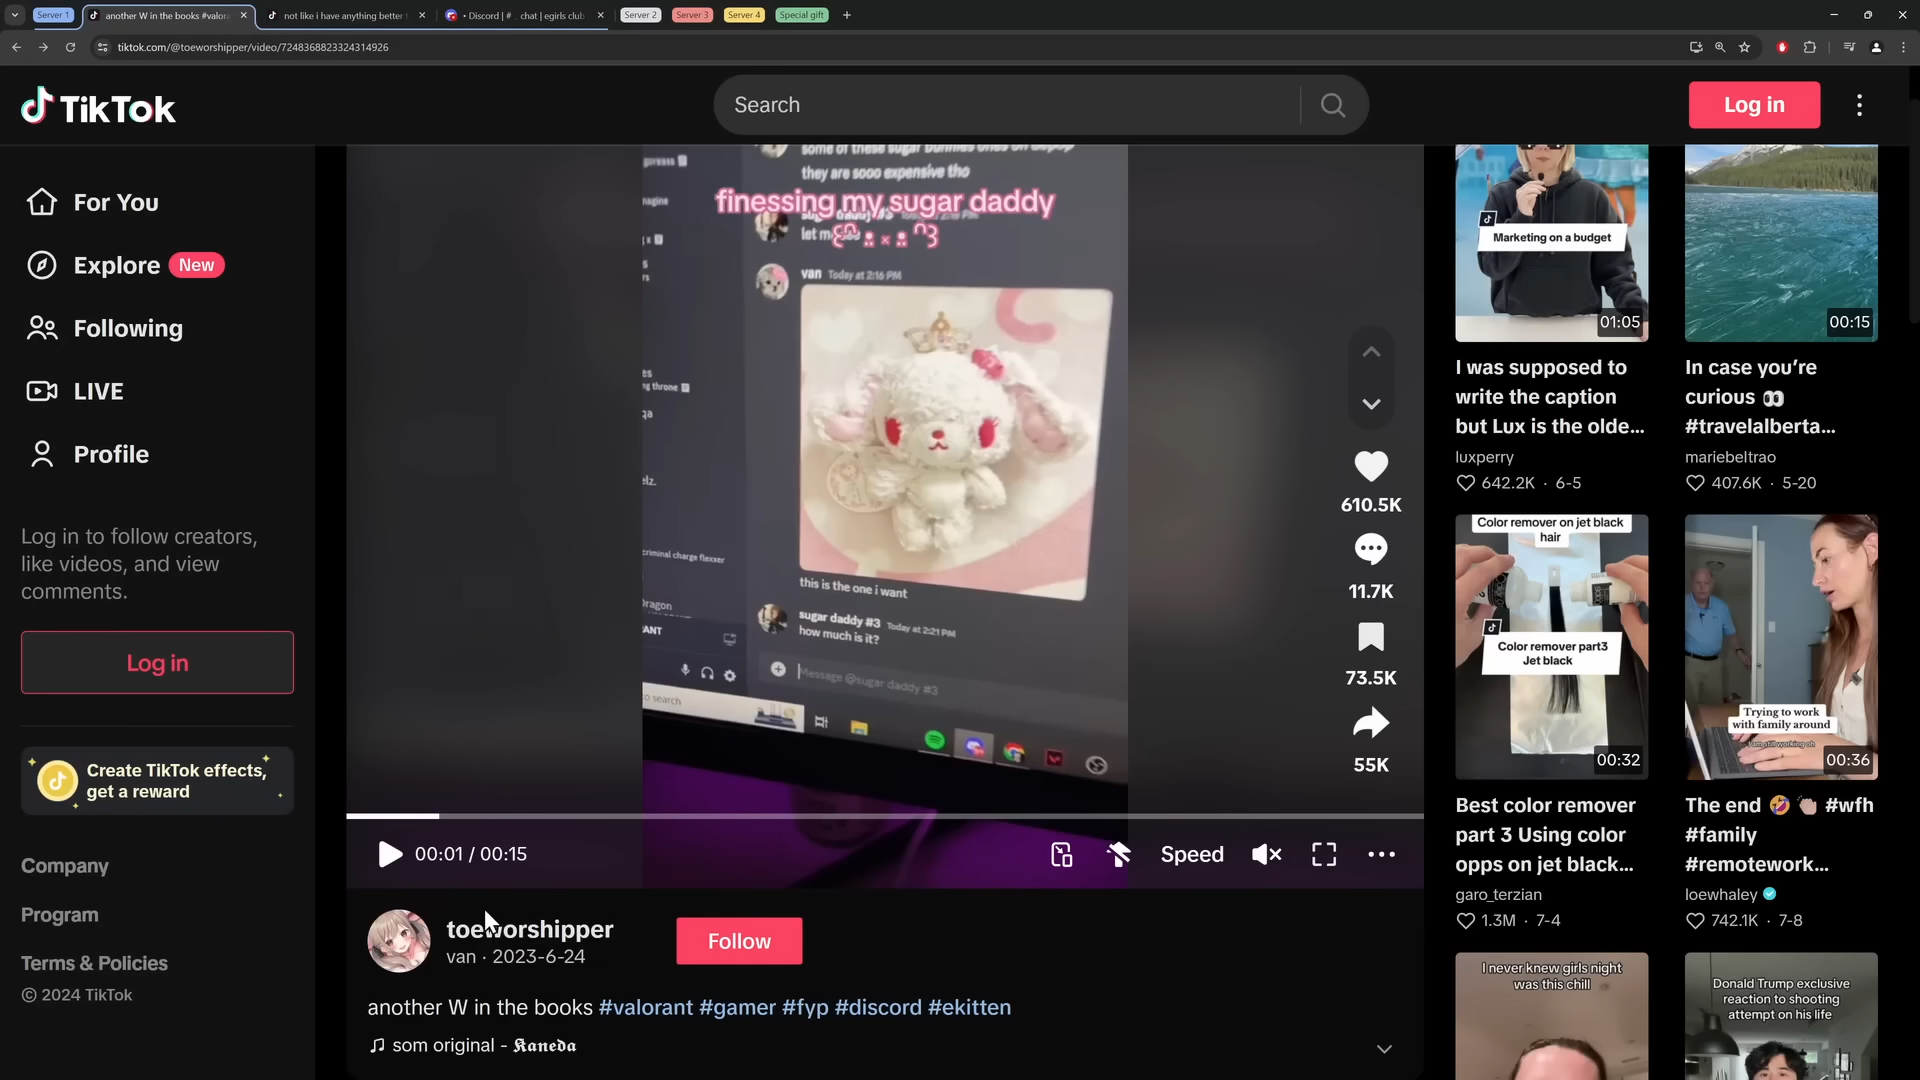 Server 1
another W in the books #valora
not like i have anything better t
• Discord | # chat | egirls club
Server 2
Server 3
Server 4
Special gift
tiktok.com/@toeworshipper/video/7248368823324314926
TikTok
Search
Log in
For You
Explore New
Following
LIVE
Profile
Log in to follow creators,
like videos, and view
comments.
Log in
Create TikTok effects,
get a reward
Company
Program
Terms & Policies
© 2024 TikTok
some of these sugar bunnies ones on depop
they are sooo expensive tho
finessing my sugar daddy
van Today at 2:16 PM
this is the one i want
sugar daddy #3 Today at 2:21 PM
how much is it?
Message @sugar daddy #3
criminal charge flexxer
610.5K
11.7K
73.5K
55K
00:01 / 00:15
Speed
toeworshipper
van · 2023-6-24
Follow
another W in the books #valorant #gamer #fyp #discord #ekitten
som original - 𝕶𝖆𝖓𝖊𝖉𝖆
Marketing on a budget
01:05
I was supposed to
write the caption
but Lux is the olde...
luxperry
642.2K · 6-5
00:15
In case you’re
curious 👀
#travelalberta...
mariebeltrao
407.6K · 5-20
Color remover on jet black
hair
Color remover part3
Jet black
00:32
Best color remover
part 3 Using color
opps on jet black...
garo_terzian
1.3M · 7-4
Trying to work
with family around
00:36
The end 🤣 👏🏼 #wfh
#family
#remotework...
loewhaley
742.1K · 7-8
I never knew girls night
was this chill
Donald Trump exclusive
reaction to shooting
attempt on his life